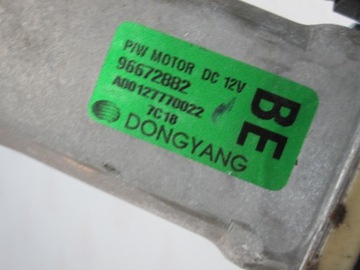 P/W MOTOR DC 12V
96672882
A00127770022
7C18
DONGYANG
BE